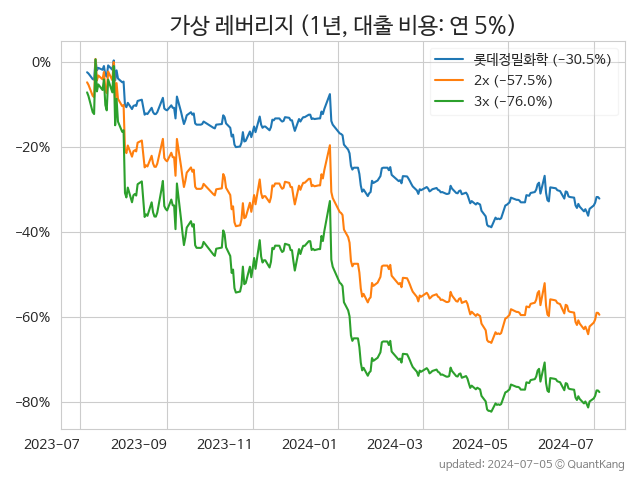 가상 레버리지 (1년, 대출 비용: 연 5%)
롯데정밀화학 (−30.5%)
2x (−57.5%)
3x (−76.0%)
0%
−20%
−40%
−60%
−80%
2023-07 2023-09 2023-11 2024-01 2024-03 2024-05 2024-07
updated: 2024-07-05 © QuantKang